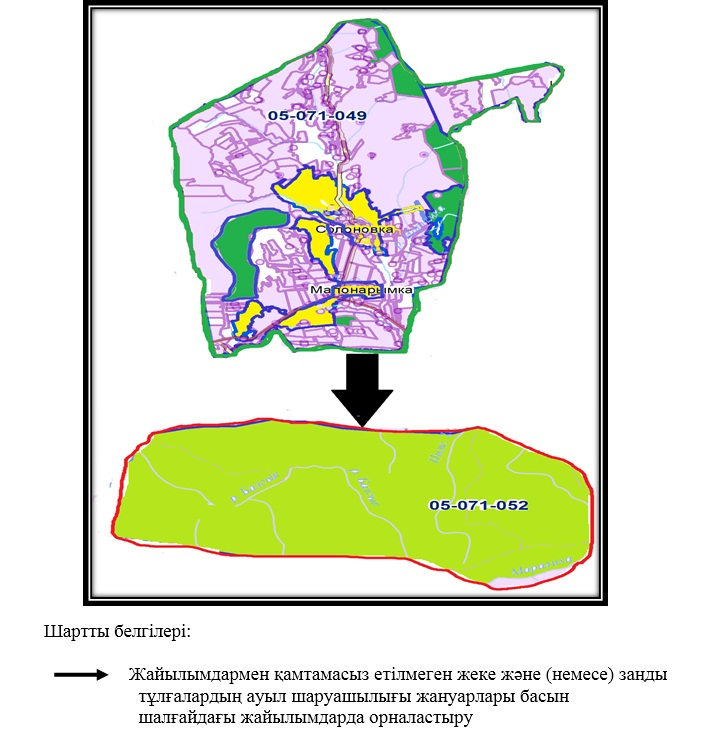 05-071-049
Солоновка
Малонарымка
05-071-052
Шартты белгілері:
Жайылымдармен қамтамасыз етілмеген жеке және (немесе) заңды
тұлғалардың ауыл шаруашылығы жануарлары басын
шалғайдағы жайылымдарда орналастыру